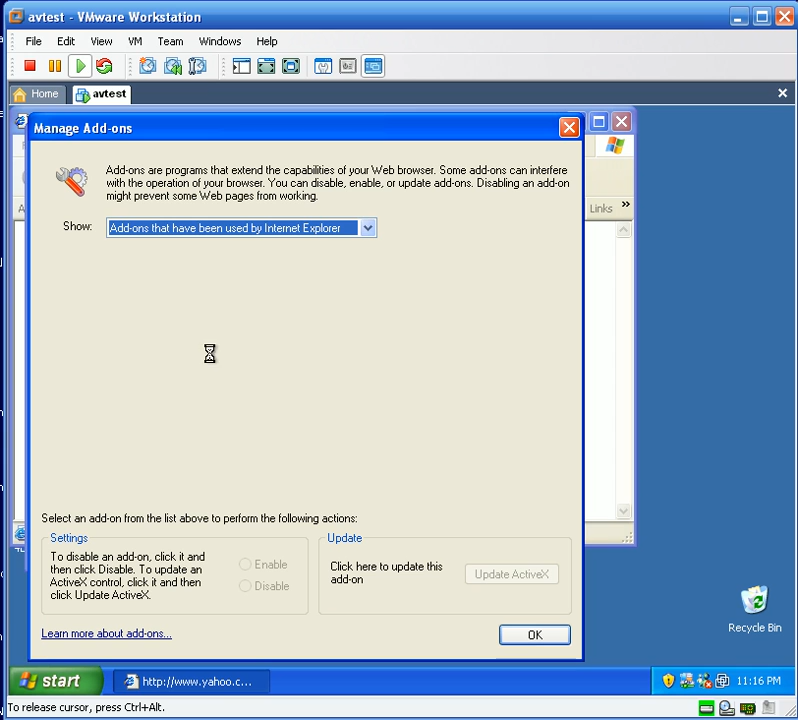 avtest - VMware Workstation
File Edit View VM Team Windows Help
Home avtest
Manage Add-ons
Add-ons are programs that extend the capabilities of your Web browser. Some add-ons can interfere
with the operation of your browser. You can disable, enable, or update add-ons. Disabling an add-on
might prevent some Web pages from working.
Links »
Show: Add-ons that have been used by Internet Explorer
Select an add-on from the list above to perform the following actions:
Settings
To disable an add-on, click it and
then click Disable. To update an
ActiveX control, click it and then
click Update ActiveX.
Enable
Disable
Update
Click here to update this
add-on
Update ActiveX
Learn more about add-ons...
OK
Recycle Bin
start http://www.yahoo.c... 11:16 PM
To release cursor, press Ctrl+Alt.